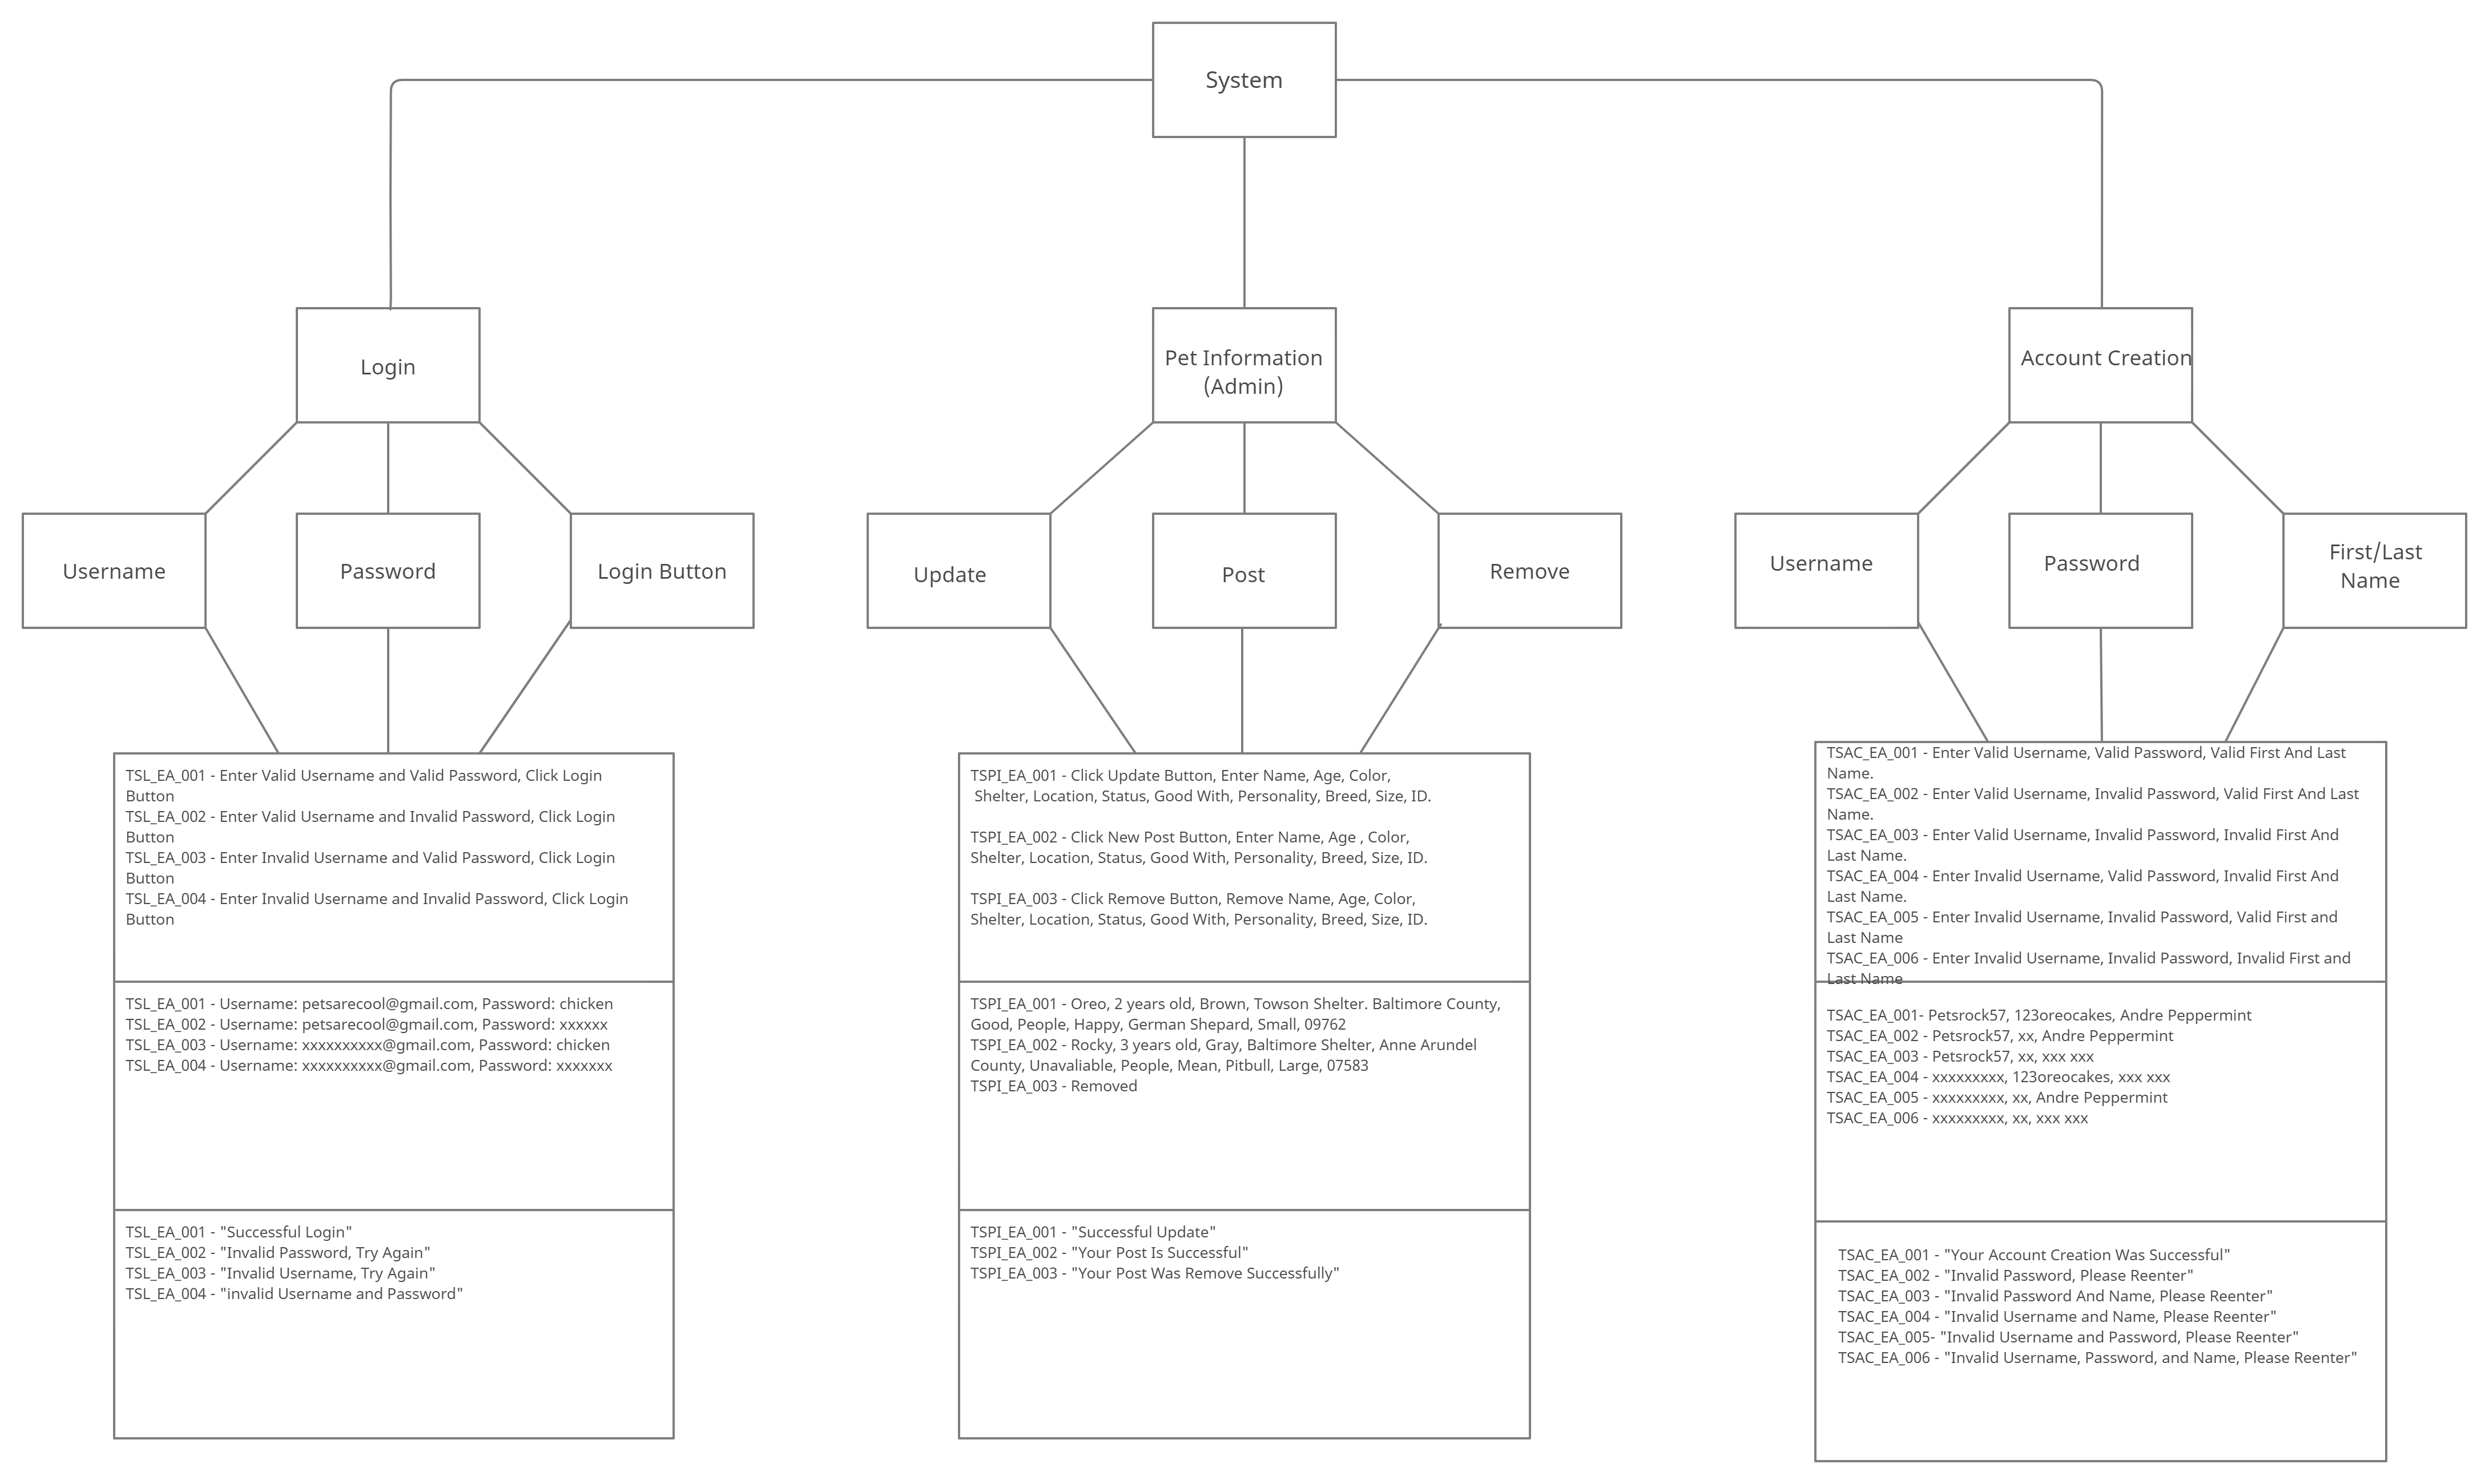 System
Login
Pet Information
(Admin)
Account Creation
Username
Password
Login Button
Update
Post
Remove
Username
Password
First/Last
Name
TSL_EA_001 - Enter Valid Username and Valid Password, Click Login
Button
TSL_EA_002 - Enter Valid Username and Invalid Password, Click Login
Button
TSL_EA_003 - Enter Invalid Username and Valid Password, Click Login
Button
TSL_EA_004 - Enter Invalid Username and Invalid Password, Click Login
Button
TSL_EA_001 - Username: petsarecool@gmail.com, Password: chicken
TSL_EA_002 - Username: petsarecool@gmail.com, Password: xxxxxx
TSL_EA_003 - Username: xxxxxxxxxx@gmail.com, Password: chicken
TSL_EA_004 - Username: xxxxxxxxxx@gmail.com, Password: xxxxxxx
TSL_EA_001 - "Successful Login"
TSL_EA_002 - "Invalid Password, Try Again"
TSL_EA_003 - "Invalid Username, Try Again"
TSL_EA_004 - "invalid Username and Password"
TSPI_EA_001 - Click Update Button, Enter Name, Age, Color,
Shelter, Location, Status, Good With, Personality, Breed, Size, ID.
TSPI_EA_002 - Click New Post Button, Enter Name, Age , Color,
Shelter, Location, Status, Good With, Personality, Breed, Size, ID.
TSPI_EA_003 - Click Remove Button, Remove Name, Age, Color,
Shelter, Location, Status, Good With, Personality, Breed, Size, ID.
TSPI_EA_001 - Oreo, 2 years old, Brown, Towson Shelter. Baltimore County,
Good, People, Happy, German Shepard, Small, 09762
TSPI_EA_002 - Rocky, 3 years old, Gray, Baltimore Shelter, Anne Arundel
County, Unavaliable, People, Mean, Pitbull, Large, 07583
TSPI_EA_003 - Removed
TSPI_EA_001 - "Successful Update"
TSPI_EA_002 - "Your Post Is Successful"
TSPI_EA_003 - "Your Post Was Remove Successfully"
TSAC_EA_001 - Enter Valid Username, Valid Password, Valid First And Last
Name.
TSAC_EA_002 - Enter Valid Username, Invalid Password, Valid First And Last
Name.
TSAC_EA_003 - Enter Valid Username, Invalid Password, Invalid First And
Last Name.
TSAC_EA_004 - Enter Invalid Username, Valid Password, Invalid First And
Last Name.
TSAC_EA_005 - Enter Invalid Username, Invalid Password, Valid First and
Last Name
TSAC_EA_006 - Enter Invalid Username, Invalid Password, Invalid First and
Last Name
TSAC_EA_001- Petsrock57, 123oreocakes, Andre Peppermint
TSAC_EA_002 - Petsrock57, xx, Andre Peppermint
TSAC_EA_003 - Petsrock57, xx, xxx xxx
TSAC_EA_004 - xxxxxxxxx, 123oreocakes, xxx xxx
TSAC_EA_005 - xxxxxxxxx, xx, Andre Peppermint
TSAC_EA_006 - xxxxxxxxx, xx, xxx xxx
TSAC_EA_001 - "Your Account Creation Was Successful"
TSAC_EA_002 - "Invalid Password, Please Reenter"
TSAC_EA_003 - "Invalid Password And Name, Please Reenter"
TSAC_EA_004 - "Invalid Username and Name, Please Reenter"
TSAC_EA_005- "Invalid Username and Password, Please Reenter"
TSAC_EA_006 - "Invalid Username, Password, and Name, Please Reenter"